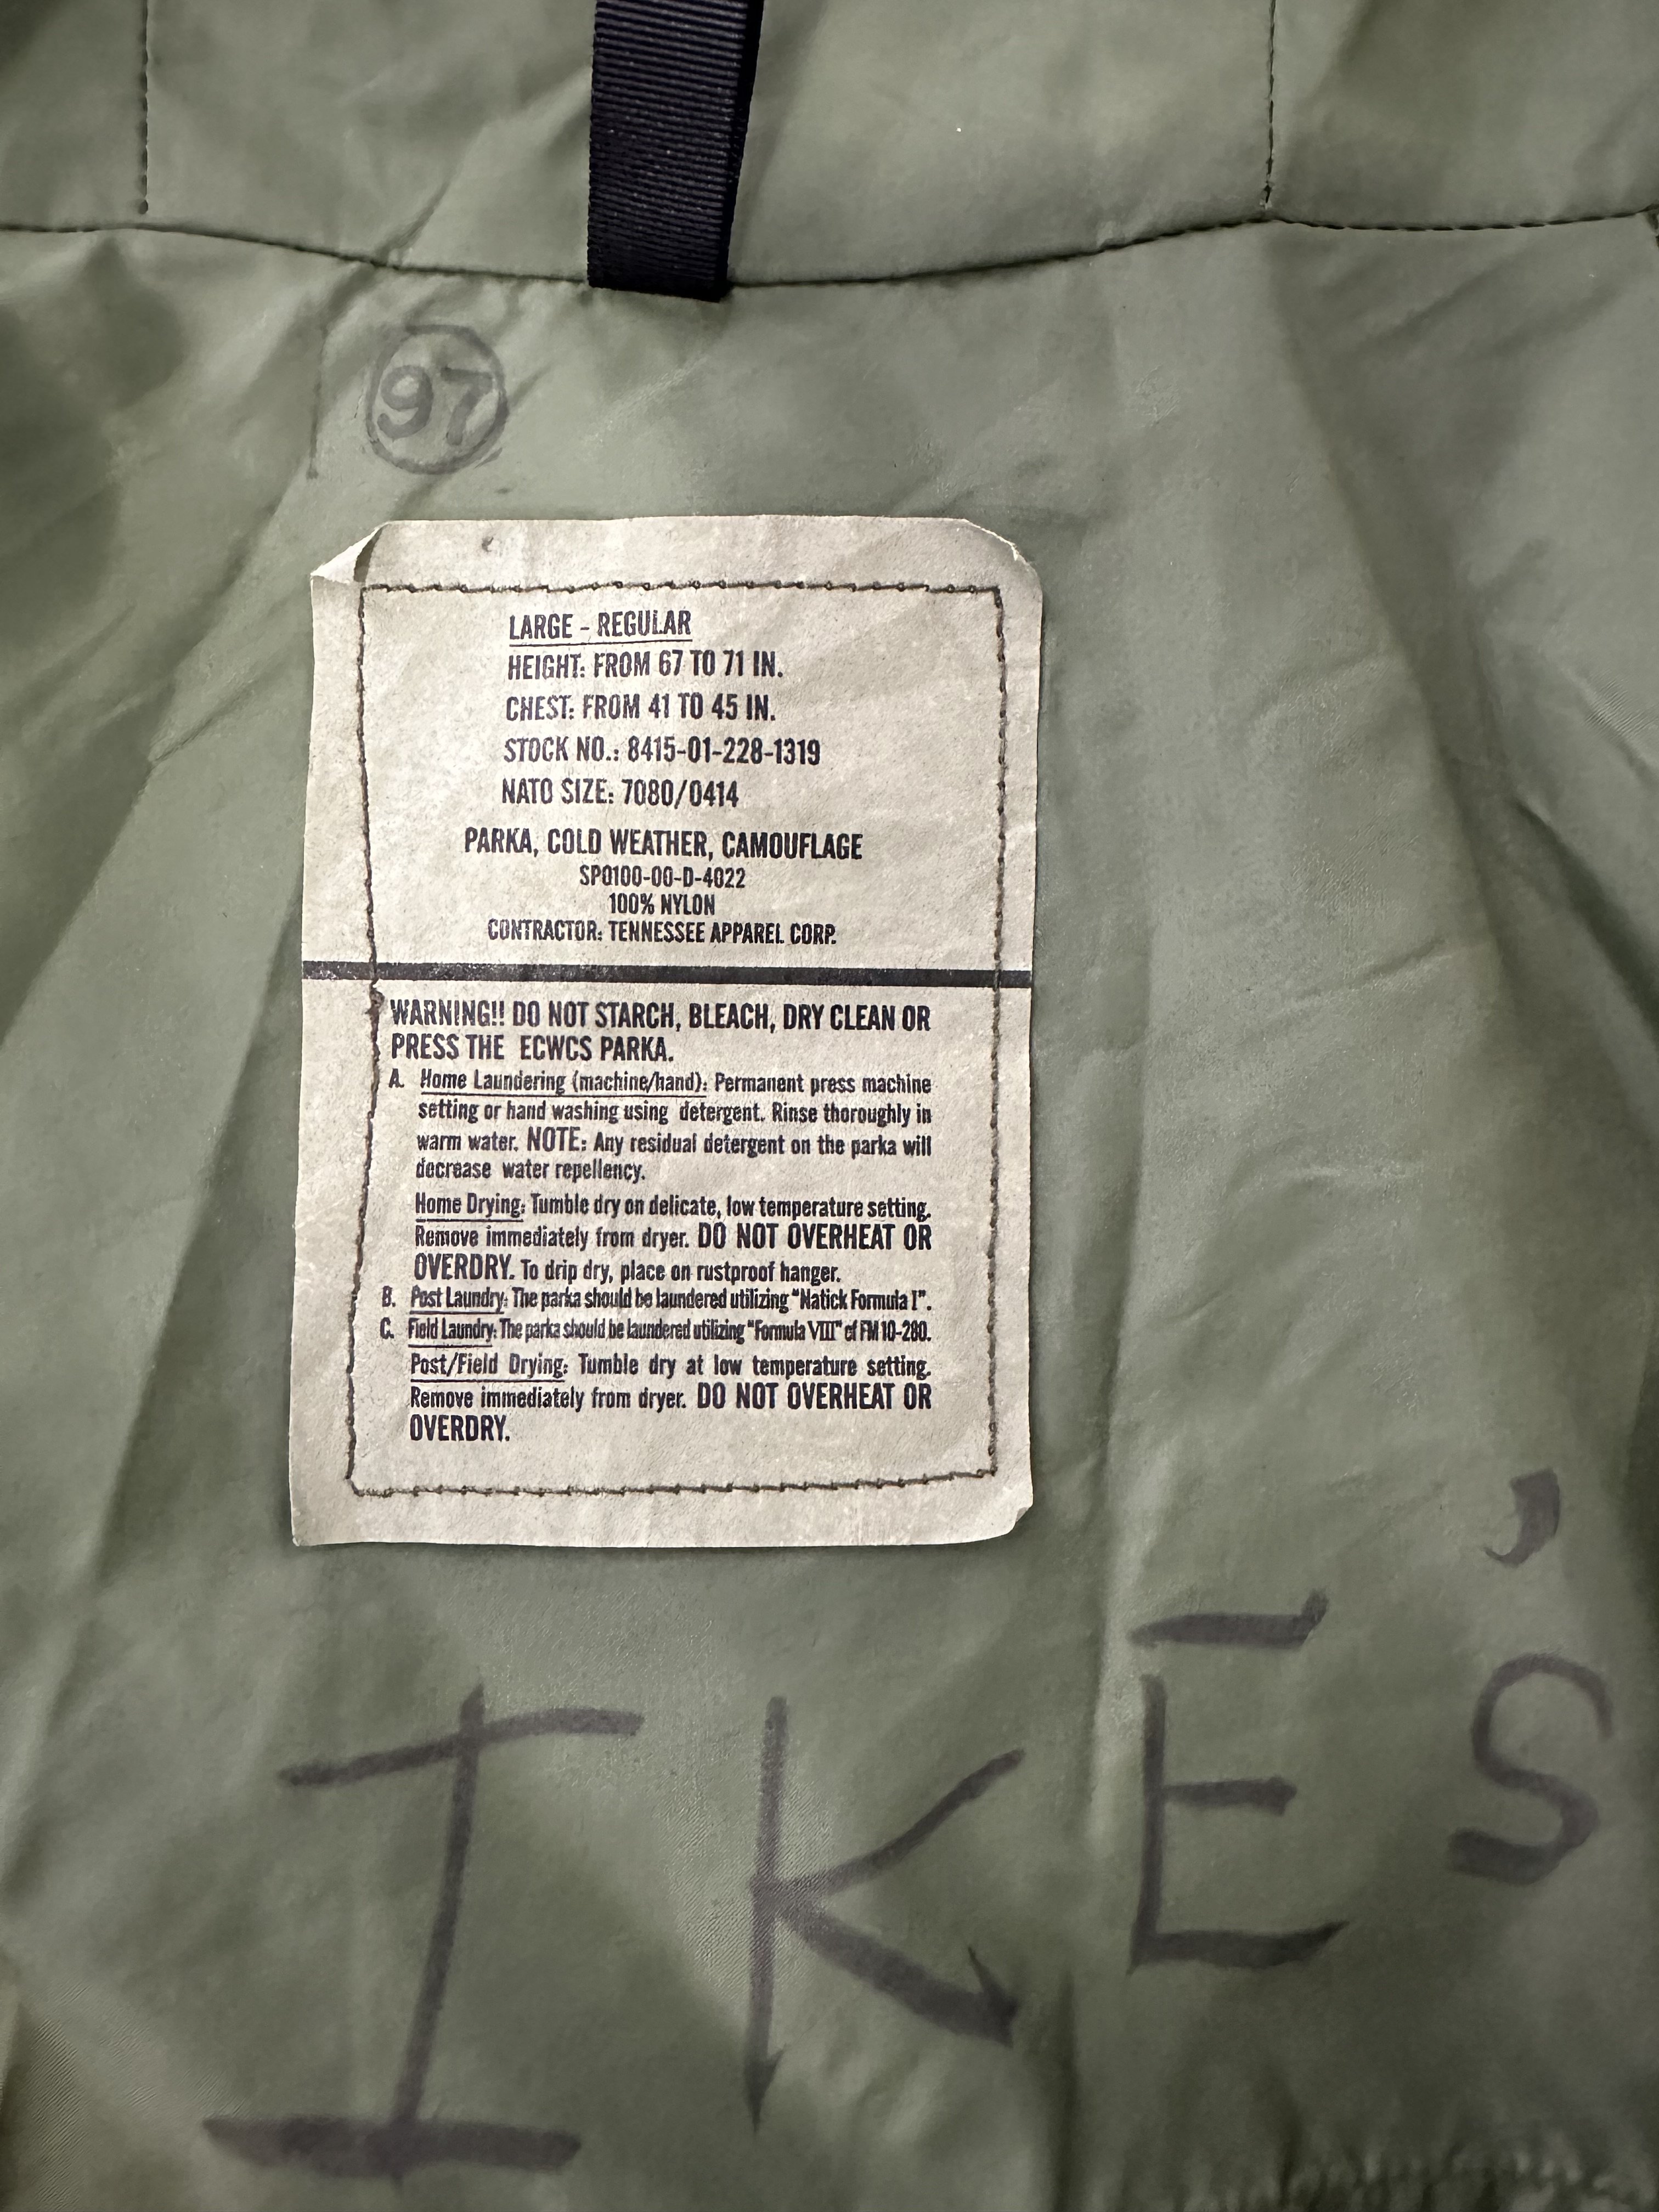 97
LARGE - REGULAR
HEIGHT: FROM 67 TO 71 IN.
CHEST: FROM 41 TO 45 IN.
STOCK NO.: 8415-01-228-1319
NATO SIZE: 7080/0414
PARKA, COLD WEATHER, CAMOUFLAGE
SP0100-00-D-4022
100% NYLON
CONTRACTOR: TENNESSEE APPAREL CORP.
WARNING!! DO NOT STARCH, BLEACH, DRY CLEAN OR
PRESS THE ECWCS PARKA.
A. Home Laundering (machine/hand): Permanent press machine
setting or hand washing using detergent. Rinse thoroughly in
warm water. NOTE: Any residual detergent on the parka will
decrease water repellency.
Home Drying: Tumble dry on delicate, low temperature setting.
Remove immediately from dryer. DO NOT OVERHEAT OR
OVERDRY. To drip dry, place on rustproof hanger.
B. Post Laundry: The parka should be laundered utilizing "Natick Formula I".
C. Field Laundry: The parka should be laundered utilizing "Formula VIII" of FM 10-280.
Post/Field Drying: Tumble dry at low temperature setting.
Remove immediately from dryer. DO NOT OVERHEAT OR
OVERDRY.
IKE'S